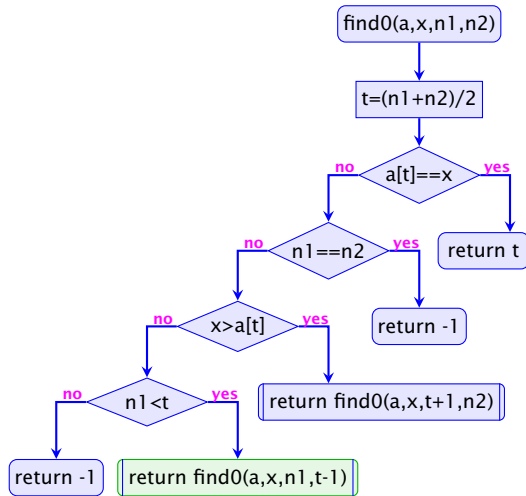 find0(a,x,n1,n2)
t=(n1+n2)/2
a[t]==x
no
yes
return t
n1==n2
no
yes
return -1
x>a[t]
no
yes
return find0(a,x,t+1,n2)
n1<t
no
yes
return -1
return find0(a,x,n1,t-1)